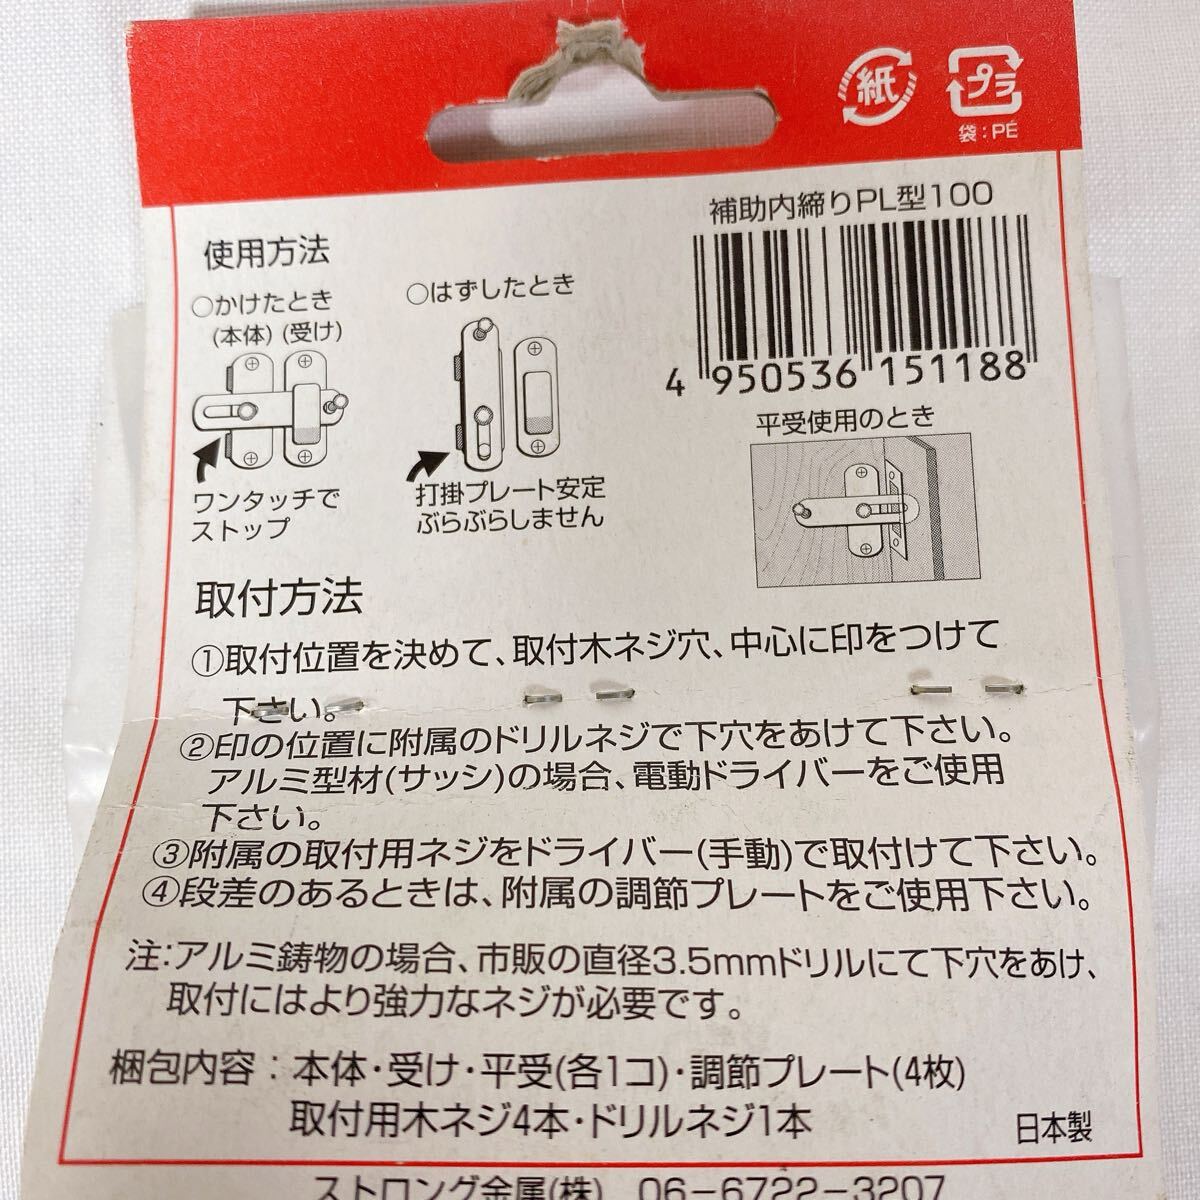 紙
プラ
袋:PE
補助内締りPL型100
4 950536 151188
使用方法
○かけたとき
(本体) (受け)
ワンタッチで
ストップ
○はずしたとき
打掛プレート安定
ぶらぶらしません
平受使用のとき
取付方法
①取付位置を決めて、取付木ネジ穴、中心に印をつけて
下さい。
②印の位置に附属のドリルネジで下穴をあけて下さい。
アルミ型材(サッシ)の場合、電動ドライバーをご使用
下さい。
③附属の取付用ネジをドライバー(手動)で取付けて下さい。
④段差のあるときは、附属の調節プレートをご使用下さい。
注:アルミ鋳物の場合、市販の直径3.5mmドリルにて下穴をあけ、
取付にはより強力なネジが必要です。
梱包内容:本体・受け・平受(各1コ)・調節プレート(4枚)
取付用木ネジ4本・ドリルネジ1本
日本製
ストロング金属(株) 06-6722-3207